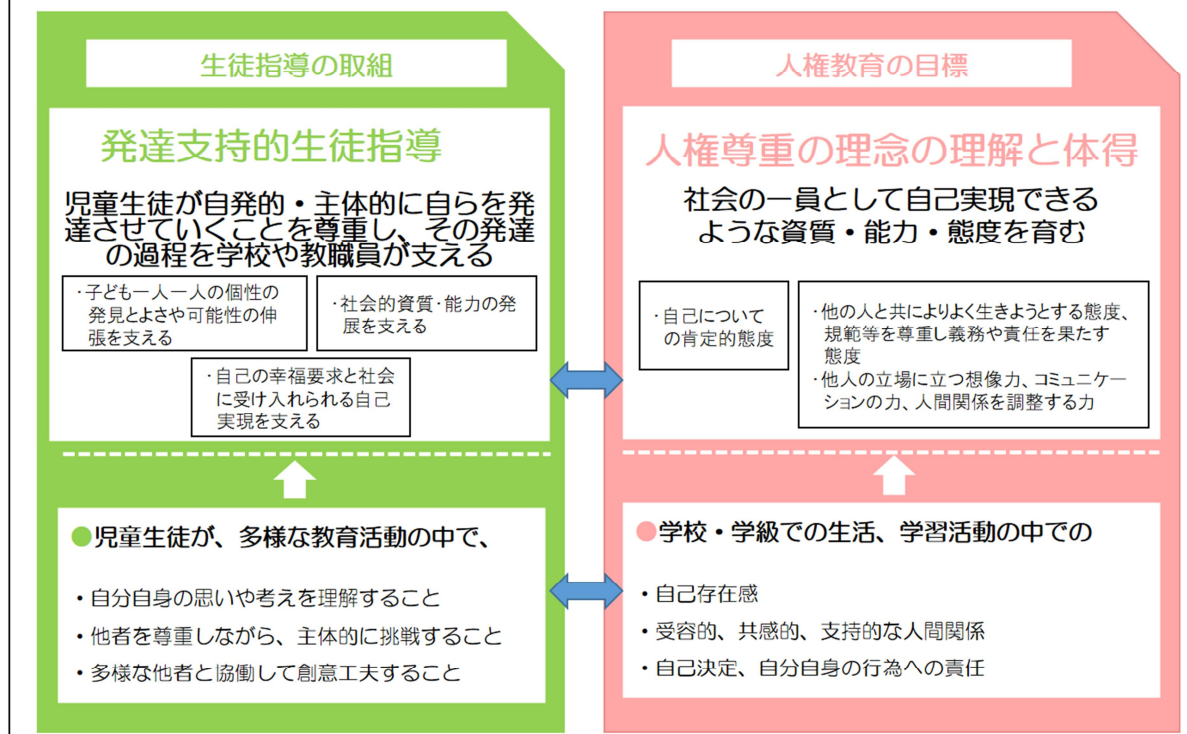 生徒指導の取組
発達支持的生徒指導
児童生徒が自発的・主体的に自らを発
達させていくことを尊重し、その発達
の過程を学校や教職員が支える
・子ども一人一人の個性の
発見とよさや可能性の伸
張を支える
・社会的資質・能力の発
展を支える
・自己の幸福要求と社会
に受け入れられる自己
実現を支える
●児童生徒が、多様な教育活動の中で、
・自分自身の思いや考えを理解すること
・他者を尊重しながら、主体的に挑戦すること
・多様な他者と協働して創意工夫すること
人権教育の目標
人権尊重の理念の理解と体得
社会の一員として自己実現できる
ような資質・能力・態度を育む
・自己について
の肯定的態度
・他の人と共によりよく生きようとする態度、
規範等を尊重し義務や責任を果たす
態度
・他人の立場に立つ想像力、コミュニケー
ションの力、人間関係を調整する力
●学校・学級での生活、学習活動の中での
・自己存在感
・受容的、共感的、支持的な人間関係
・自己決定、自分自身の行為への責任